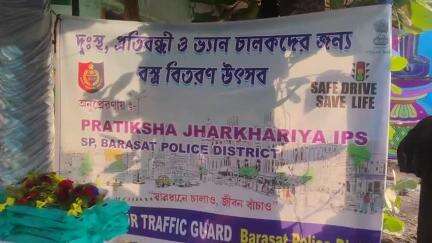 দুঃস্থ, প্রতিবন্ধী ও ভ্যান চালকদের জন্য
বস্ত্র বিতরণ উৎসব
SAFE DRIVE
SAVE LIFE
অনুপ্রেরণায় ঃ-
PRATIKSHA JHARKHARIYA IPS
SP, BARASAT POLICE DISTRICT
সাবধানে চালাও, জীবন বাঁচাও
TRAFFIC GUARD Barasat Police